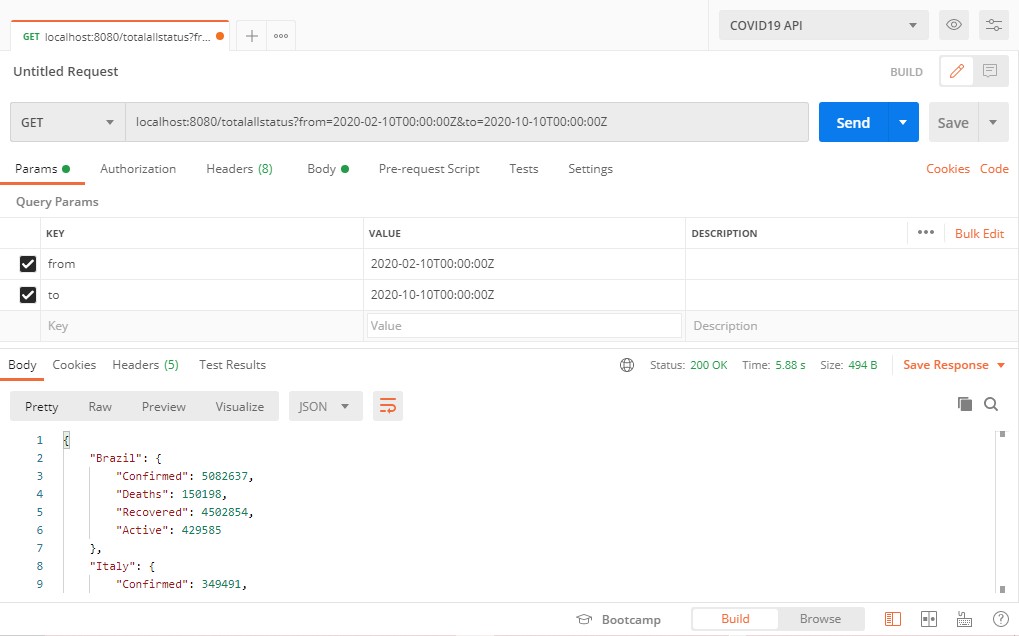 GET localhost:8080/totalallstatus?fr...
COVID19 API
Untitled Request
BUILD
GET
localhost:8080/totalallstatus?from=2020-02-10T00:00:00Z&to=2020-10-10T00:00:00Z
Send
Save
Params Authorization Headers (8) Body Pre-request Script Tests Settings Cookies Code
Query Params
KEY VALUE DESCRIPTION ••• Bulk Edit
from 2020-02-10T00:00:00Z
to 2020-10-10T00:00:00Z
Key Value Description
Body Cookies Headers (5) Test Results Status: 200 OK Time: 5.88 s Size: 494 B Save Response
Pretty Raw Preview Visualize JSON
1 {
2 "Brazil": {
3 "Confirmed": 5082637,
4 "Deaths": 150198,
5 "Recovered": 4502854,
6 "Active": 429585
7 },
8 "Italy": {
9 "Confirmed": 349491,
Bootcamp Build Browse ?